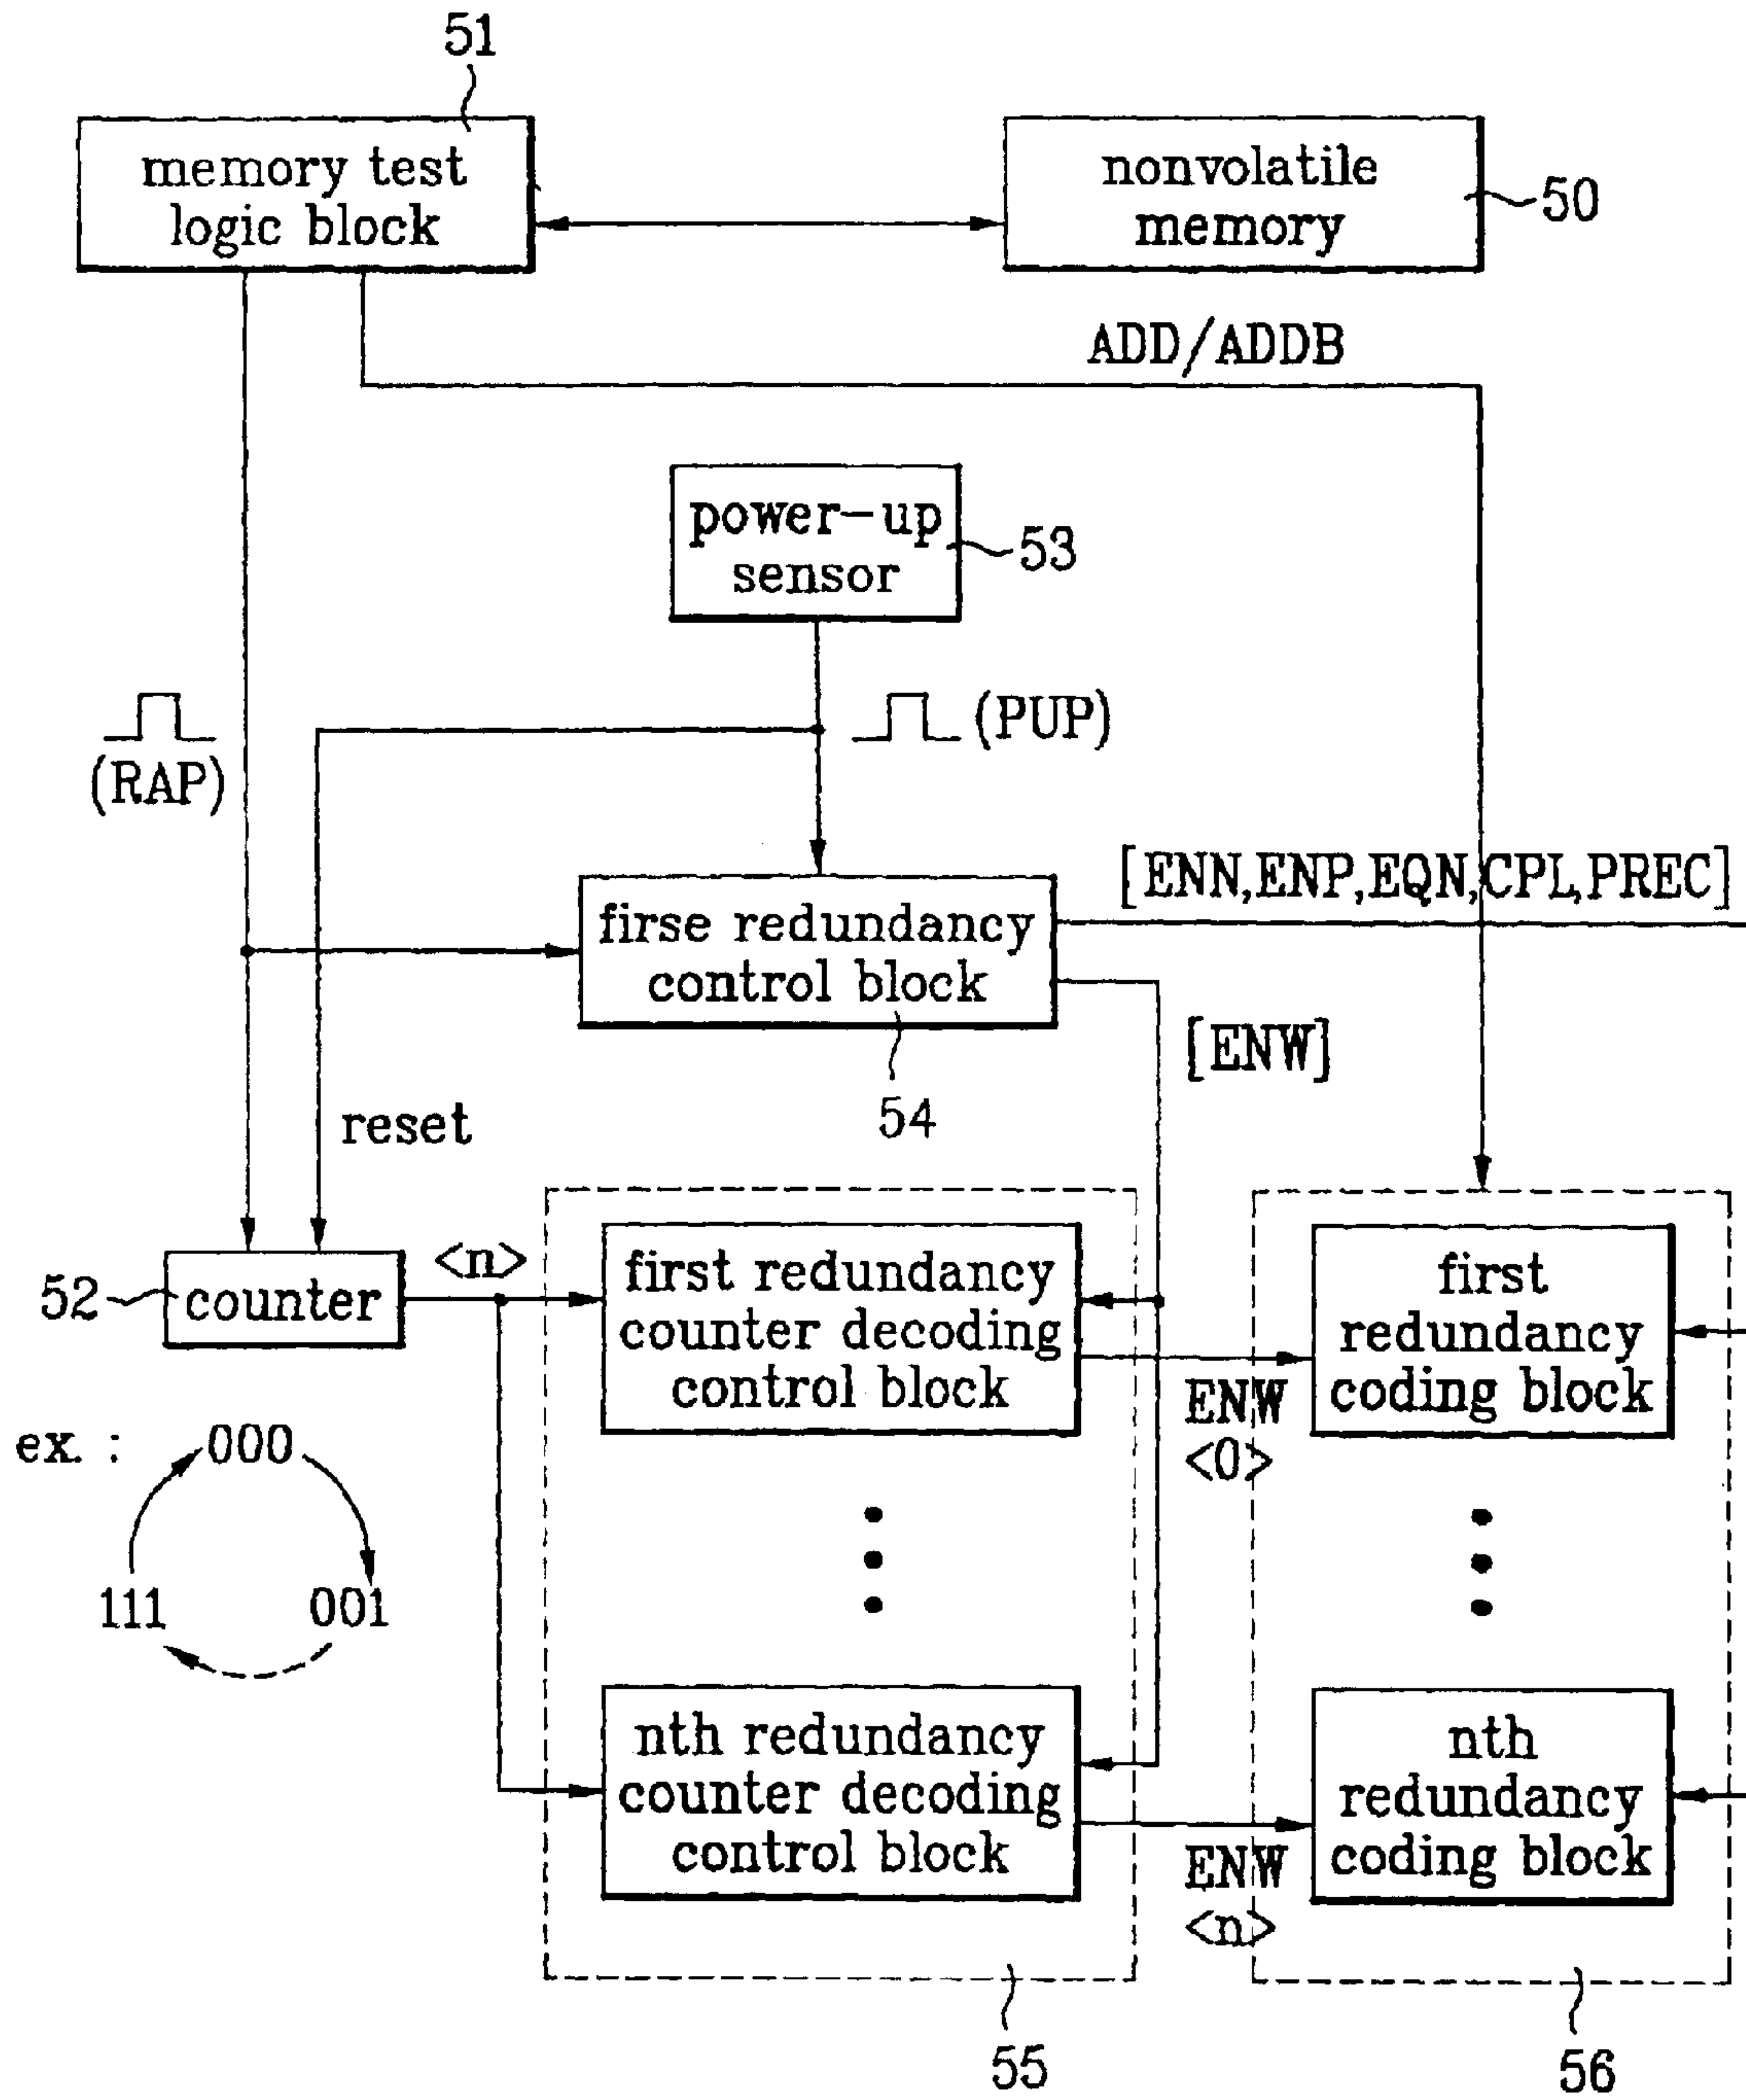 51
memory test
logic block
nonvolatile
memory
50
ADD/ADDB
power-up
sensor
53
(RAP)
(PUP)
[ENN,ENP,EQN,CPL,PREC]
firse redundancy
control block
54
[ENW]
reset
52
counter
<n>
first redundancy
counter decoding
control block
ENW
<0>
first
redundancy
coding block
ex. :
000
111
001
nth redundancy
counter decoding
control block
ENW
<n>
nth
redundancy
coding block
55
56